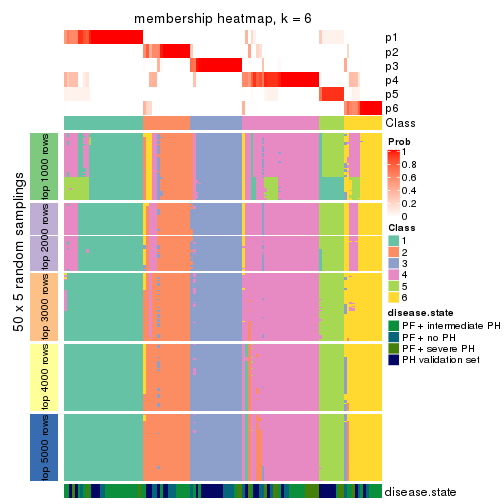 membership heatmap, k = 6
p1
p2
p3
p4
p5
p6
Class
Prob
1
0.8
0.6
0.4
0.2
0
Class
1
2
3
4
5
6
disease.state
PF + intermediate PH
PF + no PH
PF + severe PH
PH validation set
50 x 5 random samplings
top 1000 rows
top 2000 rows
top 3000 rows
top 4000 rows
top 5000 rows
disease.state